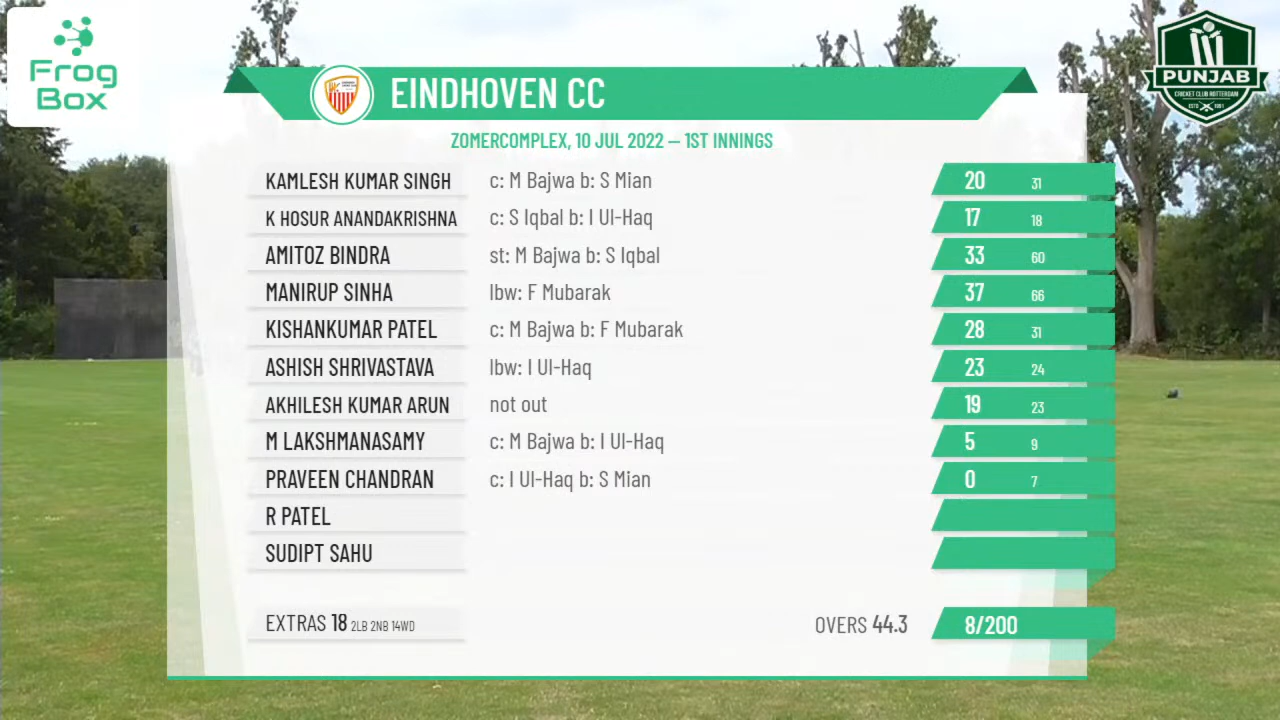 Frog
Box
EINDHOVEN CC
PUNJAB
CRICKET CLUB ROTTERDAM
ESTD 1991
ZOMERCOMPLEX, 10 JUL 2022 – 1ST INNINGS
KAMLESH KUMAR SINGH c: M Bajwa b: S Mian 20 31
K HOSUR ANANDAKRISHNA c: S Iqbal b: I Ul-Haq 17 18
AMITOZ BINDRA st: M Bajwa b: S Iqbal 33 60
MANIRUP SINHA lbw: F Mubarak 37 66
KISHANKUMAR PATEL c: M Bajwa b: F Mubarak 28 31
ASHISH SHRIVASTAVA lbw: I Ul-Haq 23 24
AKHILESH KUMAR ARUN not out 19 23
M LAKSHMANASAMY c: M Bajwa b: I Ul-Haq 5 9
PRAVEEN CHANDRAN c: I Ul-Haq b: S Mian 0 7
R PATEL
SUDIPT SAHU
EXTRAS 18 2LB 2NB 14WD OVERS 44.3 8/200